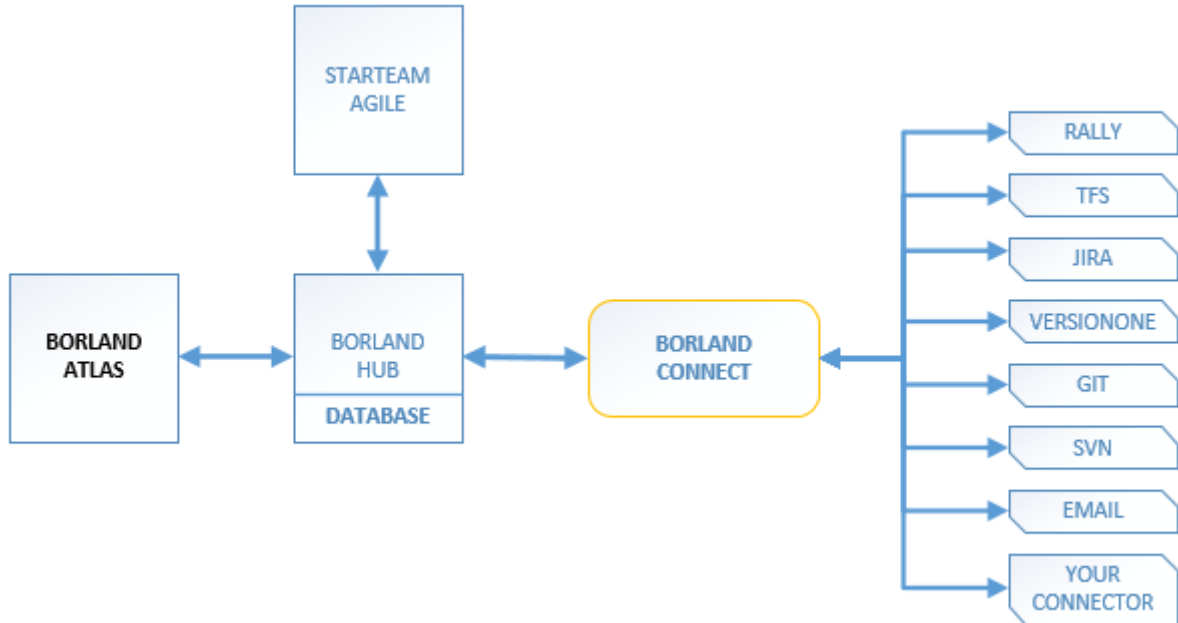 STARTEAM
AGILE
RALLY
TFS
JIRA
BORLAND
ATLAS
BORLAND
HUB
DATABASE
BORLAND
CONNECT
VERSIONONE
GIT
SVN
EMAIL
YOUR
CONNECTOR